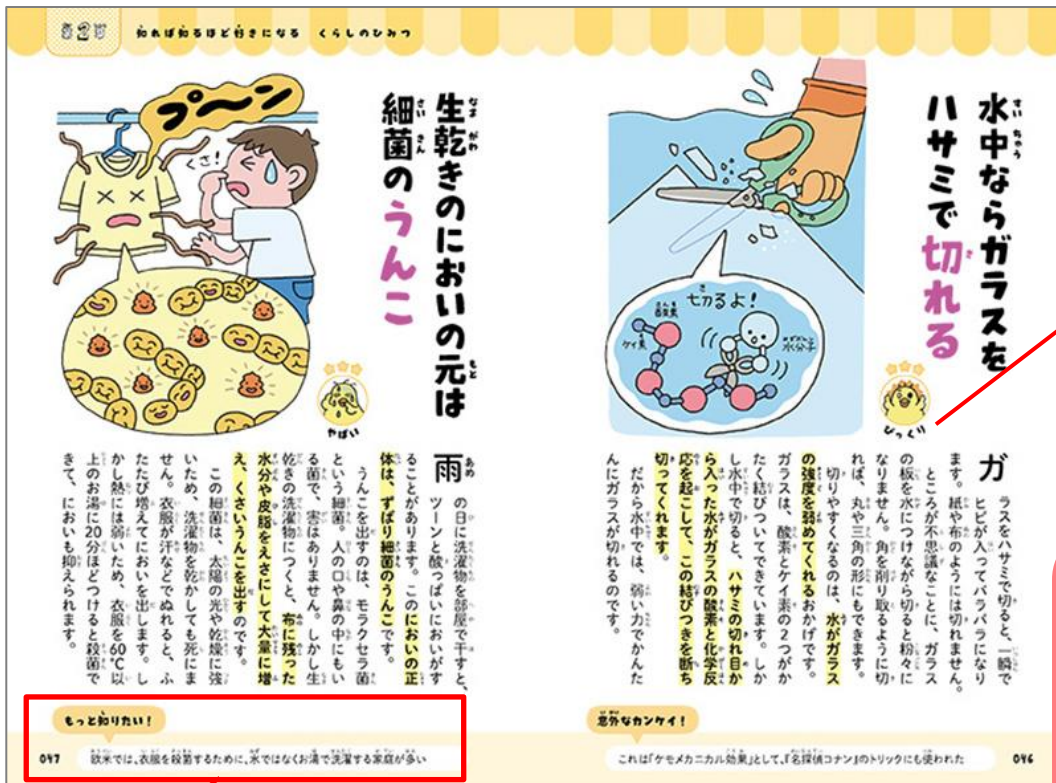 第2章 知れば知るほど好きになる くらしのひみつ
水中ならガラスを
ハサミで切れる
切るよ！
酸素
ケイ素
水分子
びっくり
ガラスをハサミで切ると、一瞬で
ヒビが入ってバラバラになり
ます。紙や布のようには切れません。
ところが不思議なことに、ガラス
の板を水につけながら切ると粉々に
なりません。角を削り取るように切
れば、丸や三角の形にもできます。
切りやすくなるのは、水がガラス
の強度を弱めてくれるおかげです。
ガラスは、酸素とケイ素の2つがか
たく結びついてできています。しか
し水中で切ると、ハサミの切れ目か
ら入った水がガラスの酸素と化学反
応を起こして、この結びつきを断ち
切ってくれます。
だから水中では、弱い力でかんた
んにガラスが切れるのです。
意外なカンケイ！
これは「ケモメカニカル効果」として、『名探偵コナン』のトリックにも使われた
046
生乾きのにおいの元は
細菌のうんこ
プ〜ン
くさ！
やばい
雨の日に洗濯物を部屋で干すと、
ツーンと酸っぱいにおいがす
ることがあります。このにおいの正
体は、ずばり細菌のうんこです。
うんこを出すのは、モラクセラ菌
という細菌。人の口や鼻の中にもい
る菌で、害はありません。しかし生
乾きの洗濯物につくと、布に残った
水分や皮脂をえさにして大量に増
え、くさいうんこを出すのです。
この細菌は、太陽の光や乾燥に強
いため、洗濯物を乾かしても死にま
せん。衣服が汗などでぬれると、ふ
たたび増えてにおいを出します。し
かし熱には弱いため、衣服を60℃以
上のお湯に20分ほどつけると殺菌で
きて、においも抑えられます。
もっと知りたい！
047
欧米では、衣服を殺菌するために、水ではなくお湯で洗濯する家庭が多い